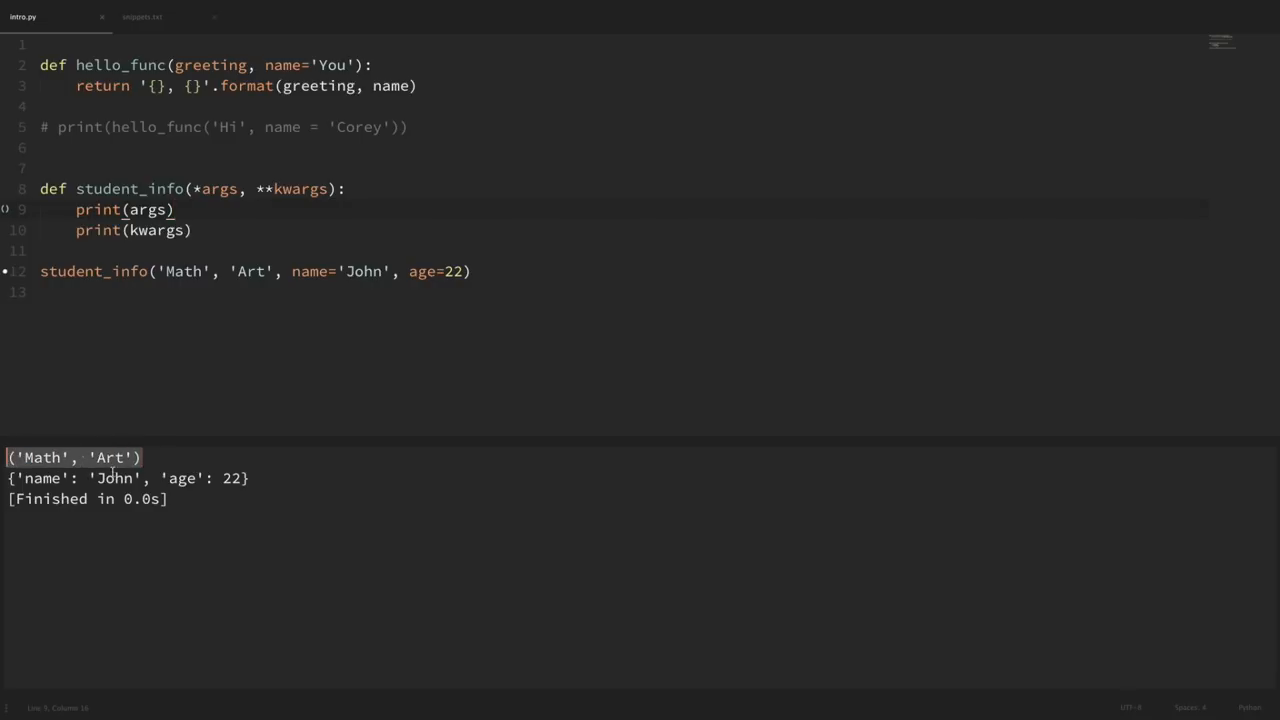 intro.py × snippets.txt ×
1
2 def hello_func(greeting, name='You'):
3     return '{}, {}'.format(greeting, name)
4
5 # print(hello_func('Hi', name = 'Corey'))
6
7
8 def student_info(*args, **kwargs):
() 9     print(args)
10     print(kwargs)
11
12 student_info('Math', 'Art', name='John', age=22)
13
('Math', 'Art')
{'name': 'John', 'age': 22}
[Finished in 0.0s]
Line 9, Column 16 UTF-8 Spaces: 4 Python